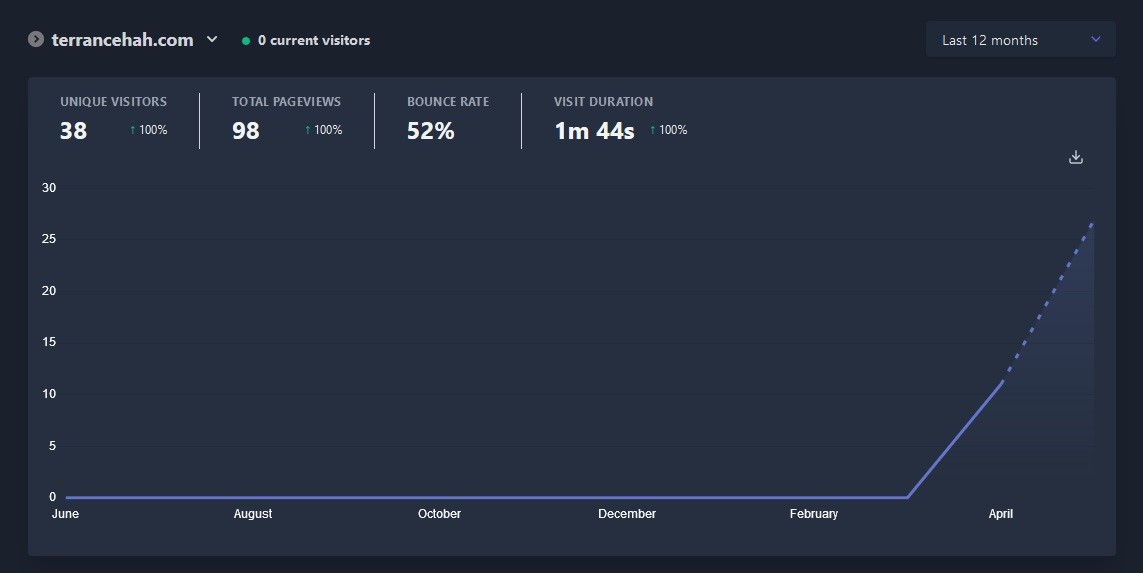 terrancehah.com 0 current visitors Last 12 months
UNIQUE VISITORS TOTAL PAGEVIEWS BOUNCE RATE VISIT DURATION
38 ↑ 100% 98 ↑ 100% 52% 1m 44s ↑ 100%
30
25
20
15
10
5
0
June August October December February April